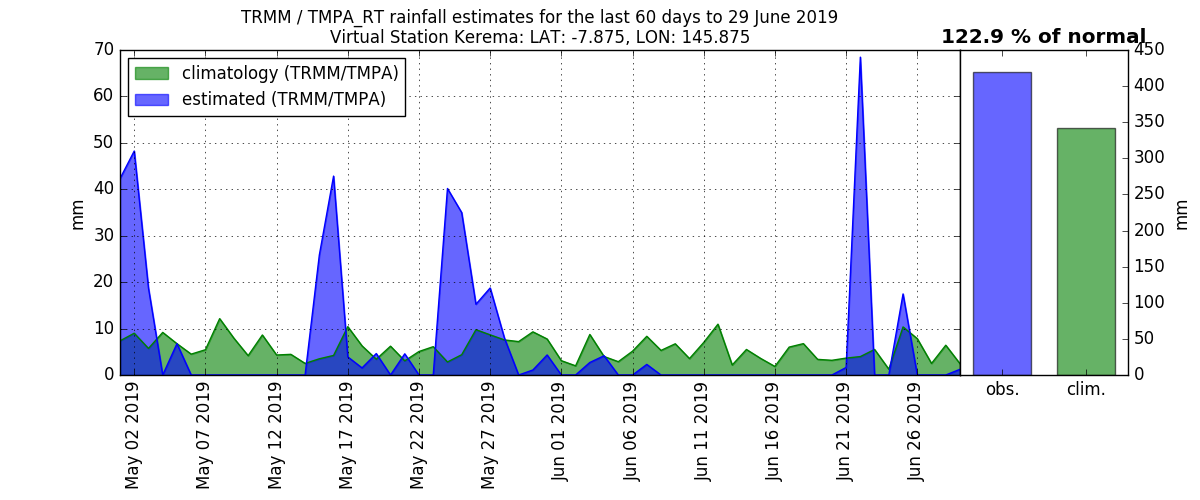 TRMM / TMPA_RT rainfall estimates for the last 60 days to 29 June 2019
Virtual Station Kerema: LAT: -7.875, LON: 145.875
122.9 % of normal
climatology (TRMM/TMPA)
estimated (TRMM/TMPA)
70
60
50
40
30
20
10
0
mm
May 02 2019
May 07 2019
May 12 2019
May 17 2019
May 22 2019
May 27 2019
Jun 01 2019
Jun 06 2019
Jun 11 2019
Jun 16 2019
Jun 21 2019
Jun 26 2019
obs.
clim.
450
400
350
300
250
200
150
100
50
0
mm